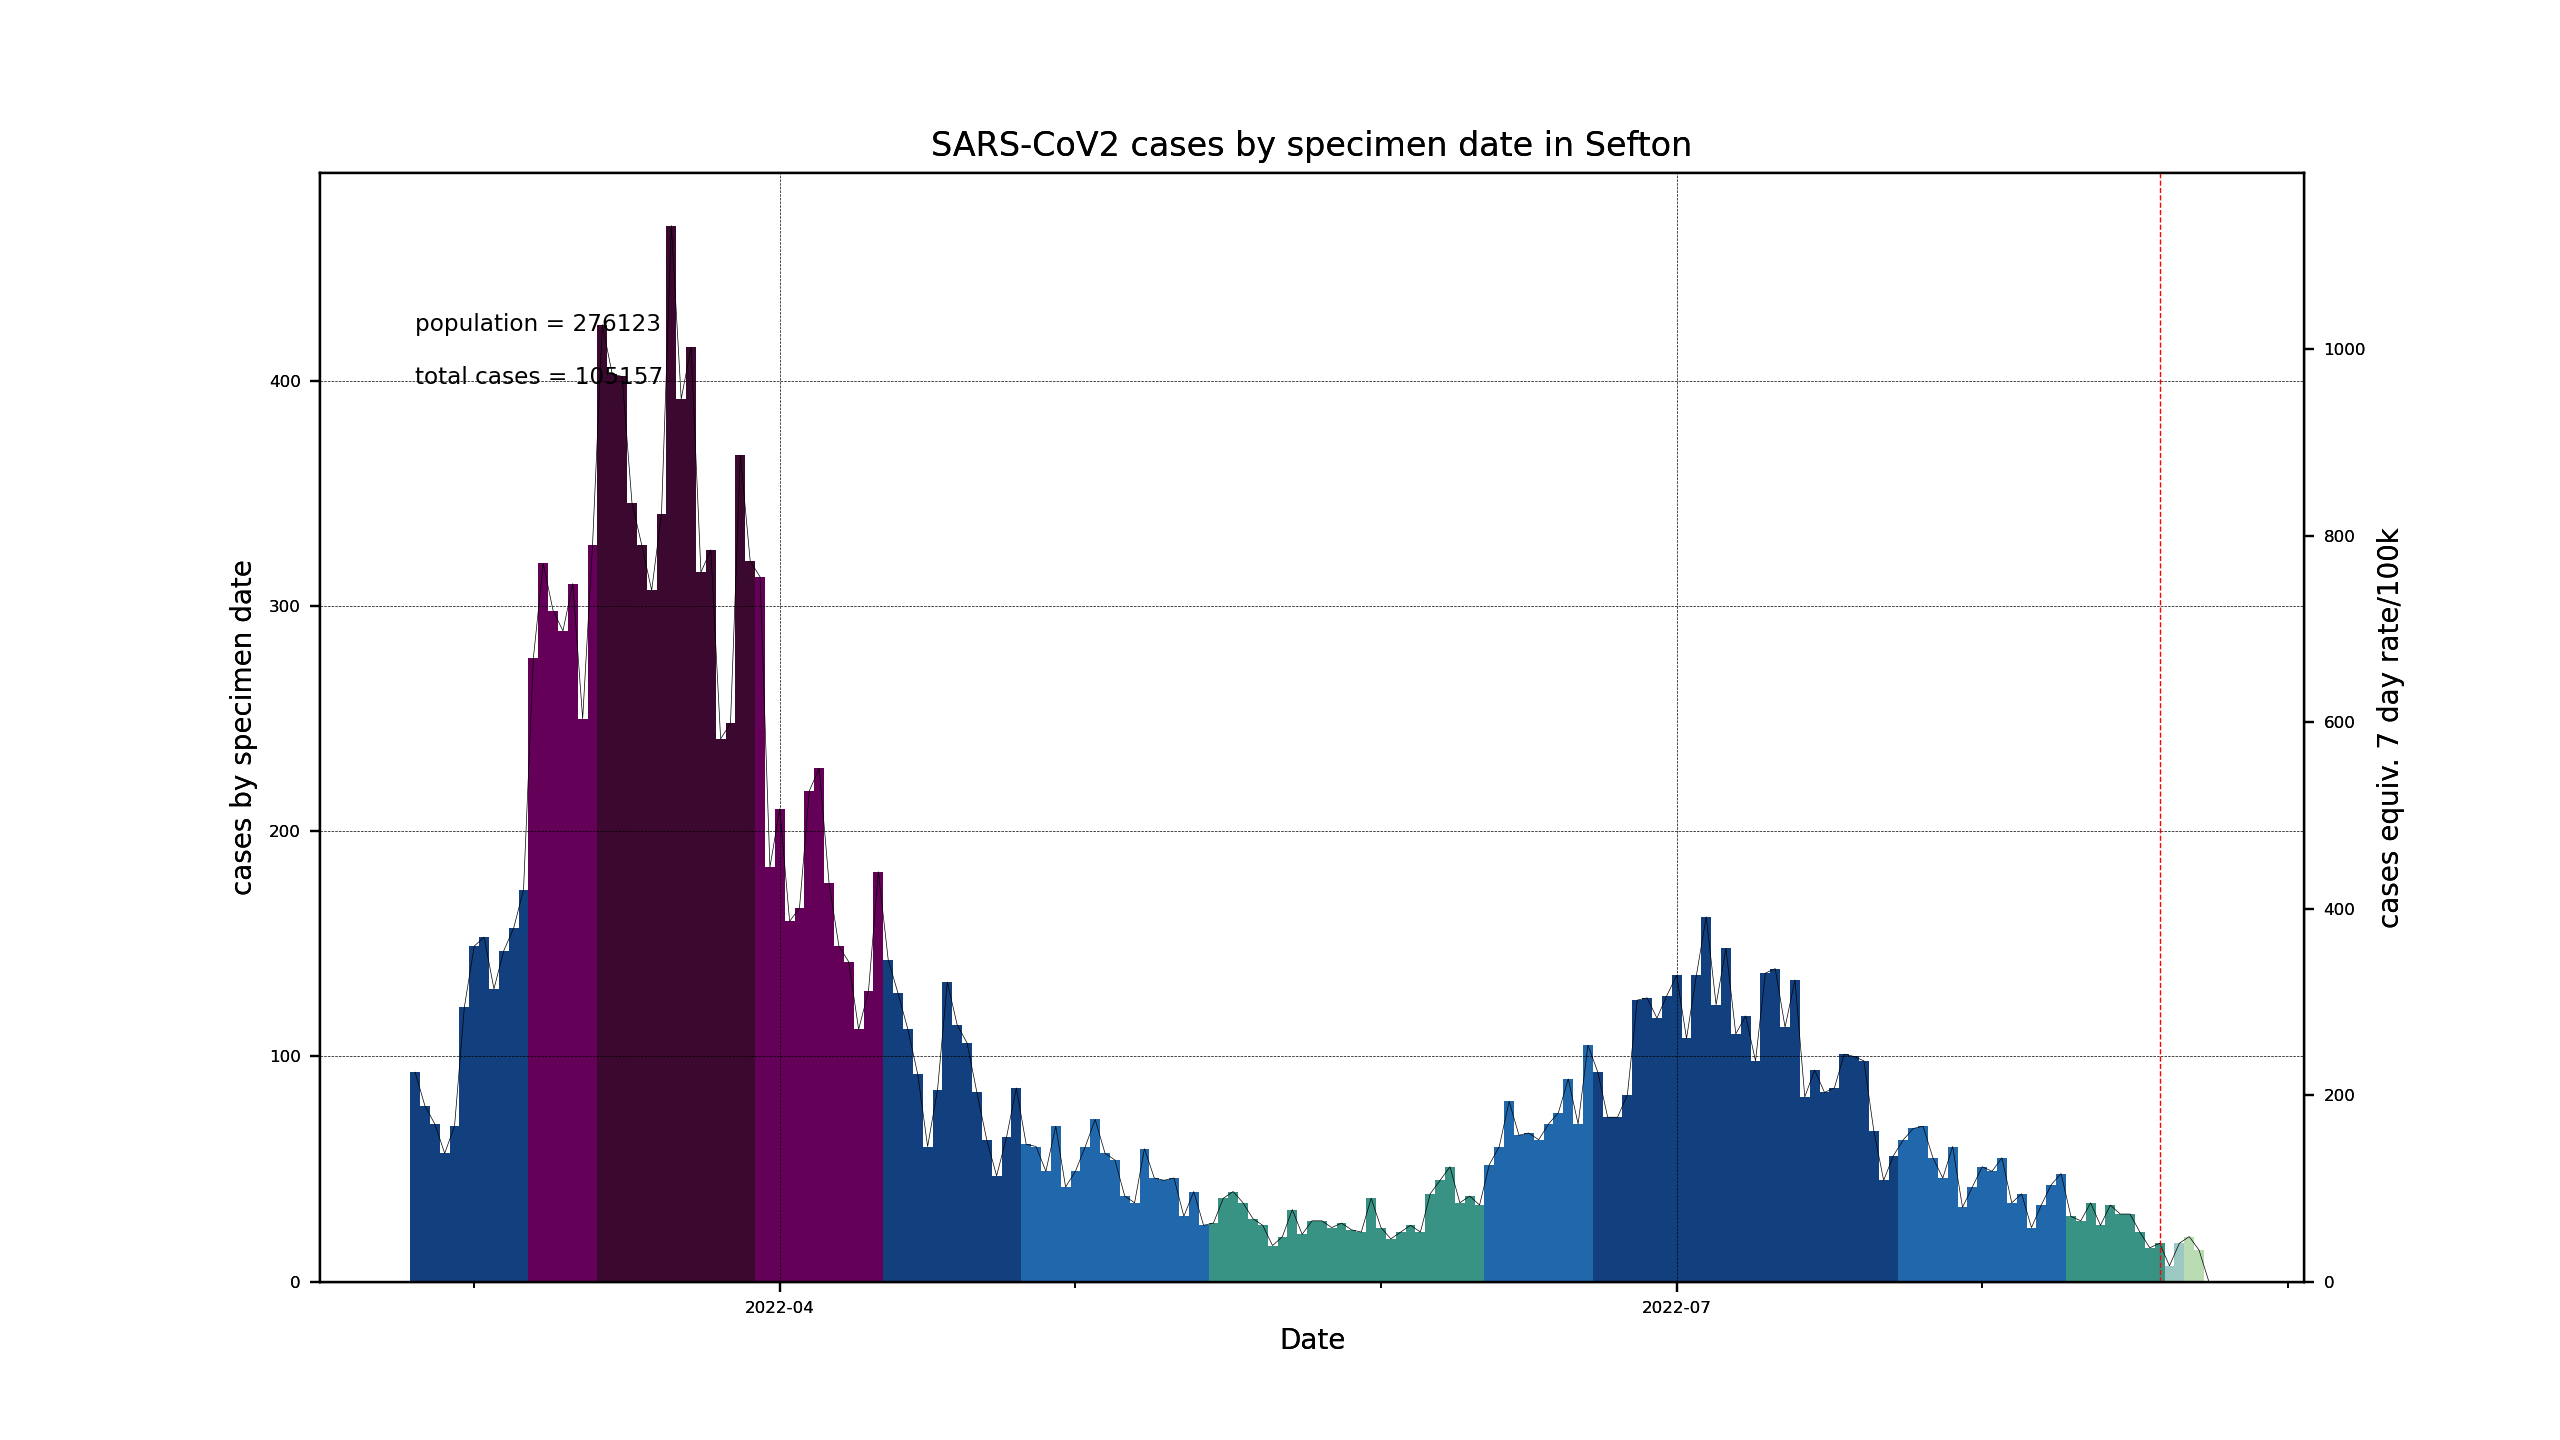 SARS-CoV2 cases by specimen date in Sefton
population = 276123
total cases = 105157
cases by specimen date
400
300
200
100
0
1000
800
600
400
200
0
cases equiv. 7 day rate/100k
2022-04
2022-07
Date